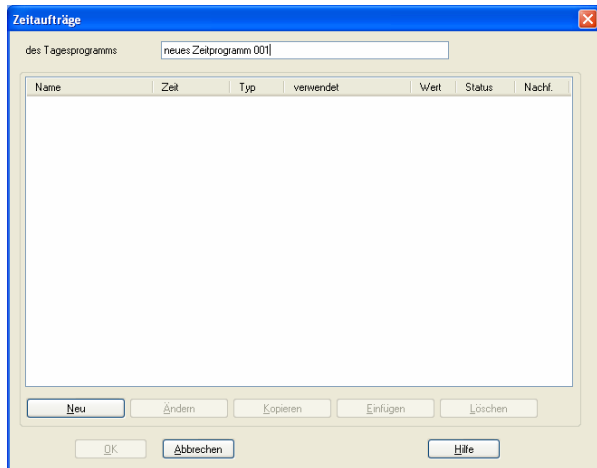 Zeitaufträge
des Tagesprogramms neues Zeitprogramm 001
Name Zeit Typ verwendet Wert Status Nachf.
Neu Ändern Kopieren Einfügen Löschen
OK Abbrechen Hilfe